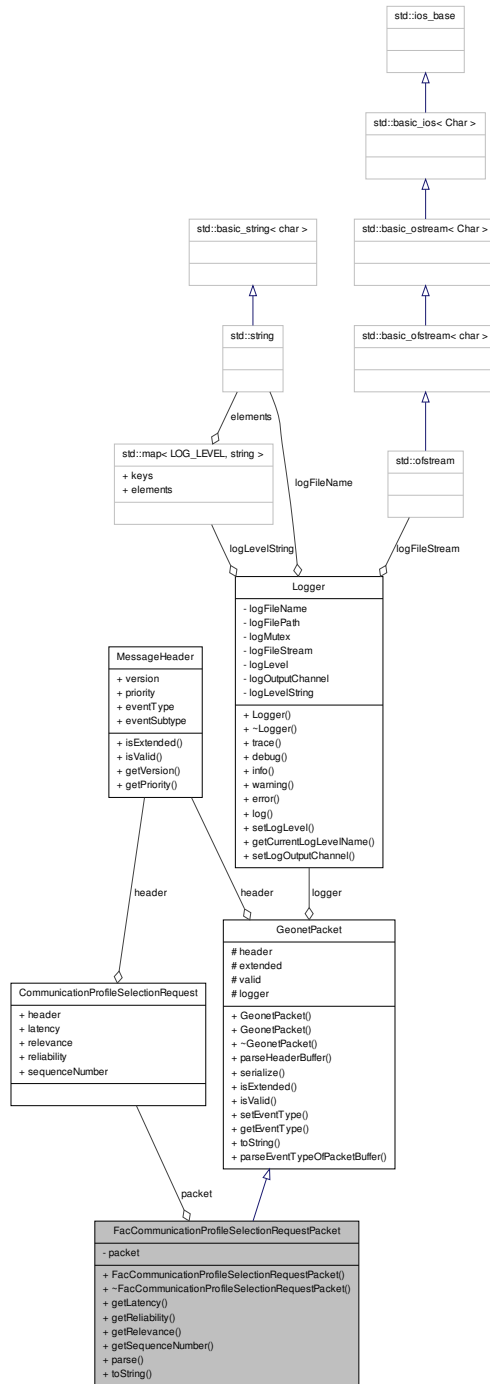 std::ios_base
std::basic_ios< Char >
std::basic_string< char >
std::basic_ostream< Char >
std::string
std::basic_ofstream< char >
elements
std::map< LOG_LEVEL, string >
+ keys
+ elements
logFileName
std::ofstream
logLevelString
logFileStream
Logger
- logFileName
- logFilePath
- logMutex
- logFileStream
- logLevel
- logOutputChannel
- logLevelString
+ Logger()
+ ~Logger()
+ trace()
+ debug()
+ info()
+ warning()
+ error()
+ log()
+ setLogLevel()
+ getCurrentLogLevelName()
+ setLogOutputChannel()
MessageHeader
+ version
+ priority
+ eventType
+ eventSubtype
+ isExtended()
+ isValid()
+ getVersion()
+ getPriority()
header
header
logger
GeonetPacket
# header
# extended
# valid
# logger
+ GeonetPacket()
+ GeonetPacket()
+ ~GeonetPacket()
+ parseHeaderBuffer()
+ serialize()
+ isExtended()
+ isValid()
+ setEventType()
+ getEventType()
+ toString()
+ parseEventTypeOfPacketBuffer()
CommunicationProfileSelectionRequest
+ header
+ latency
+ relevance
+ reliability
+ sequenceNumber
packet
FacCommunicationProfileSelectionRequestPacket
- packet
+ FacCommunicationProfileSelectionRequestPacket()
+ ~FacCommunicationProfileSelectionRequestPacket()
+ getLatency()
+ getReliability()
+ getRelevance()
+ getSequenceNumber()
+ parse()
+ toString()